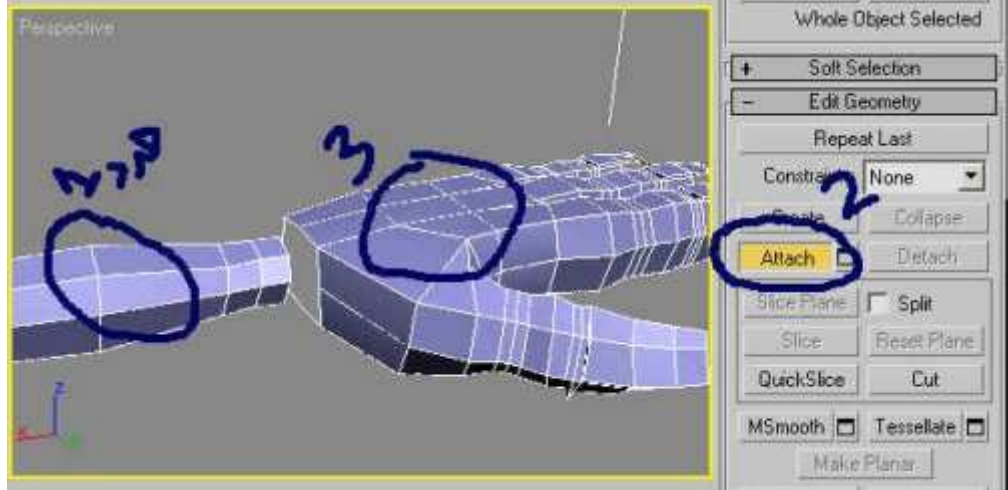 Perspective
Whole Object Selected
+ Soft Selection
- Edit Geometry
Repeat Last
None
3
2
Create Collapse
Attach Detach
Slice Plane Split
Slice Reset Plane
QuickSlice Cut
MSmooth Tessellate
Make Planar
z
x